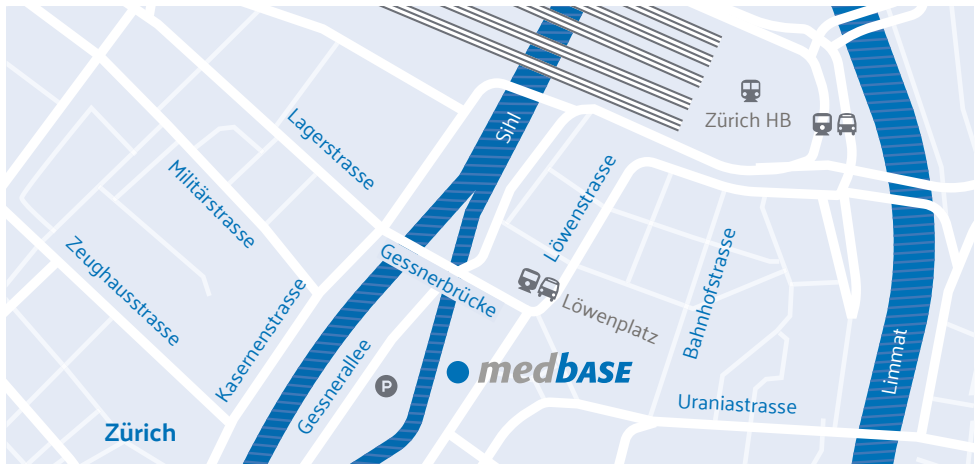 Sihl
Zürich HB
Lagerstrasse
Löwenstrasse
Militärstrasse
Gessnerbrücke
Zeughausstrasse
Bahnhofstrasse
Kasernenstrasse
Löwenplatz
Gessnerallee
Limmat
P
medbase
Uraniastrasse
Zürich